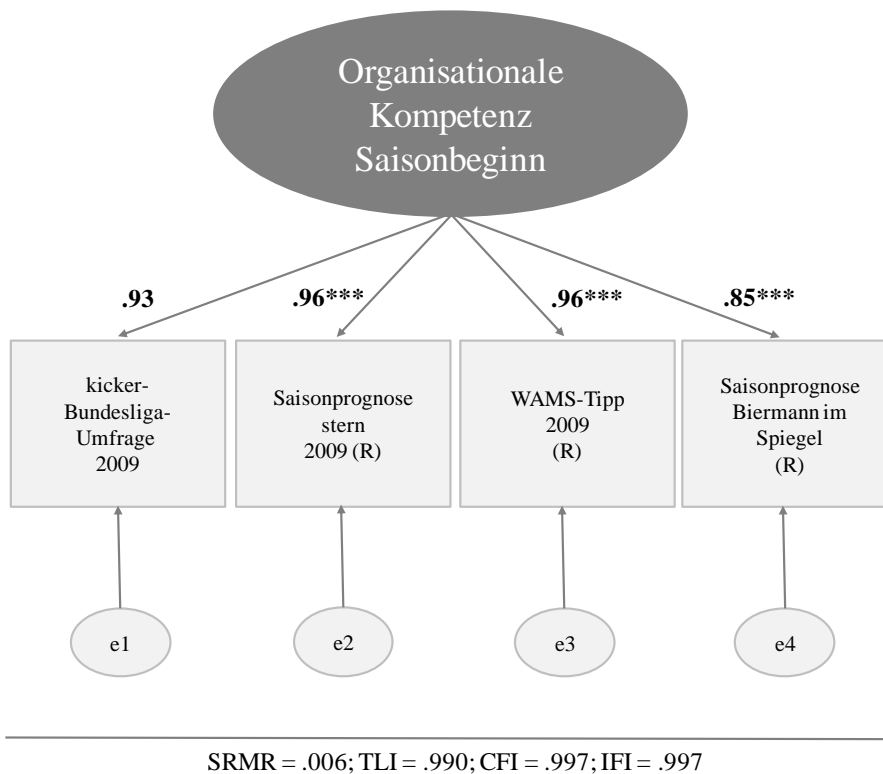 Organisationale
Kompetenz
Saisonbeginn
.93
.96***
.96***
.85***
kicker-
Bundesliga-
Umfrage
2009
Saisonprognose
stern
2009 (R)
WAMS-Tipp
2009
(R)
Saisonprognose
Biermann im
Spiegel
(R)
e1
e2
e3
e4
SRMR = .006; TLI = .990; CFI = .997; IFI = .997